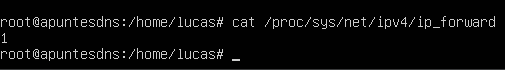 root@apuntesdns:/home/lucas# cat /proc/sys/net/ipv4/ip_forward
1
root@apuntesdns:/home/lucas# _